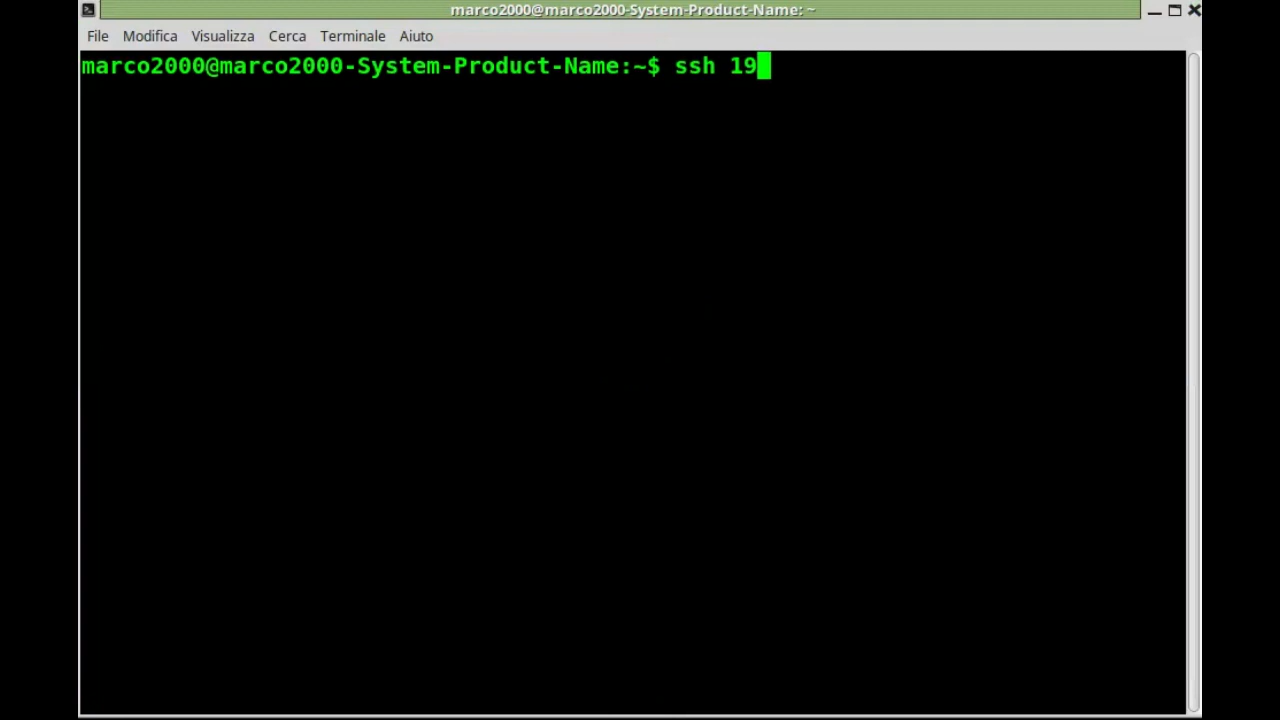 marco2000@marco2000-System-Product-Name: ~
File Modifica Visualizza Cerca Terminale Aiuto
marco2000@marco2000-System-Product-Name:~$ ssh 19